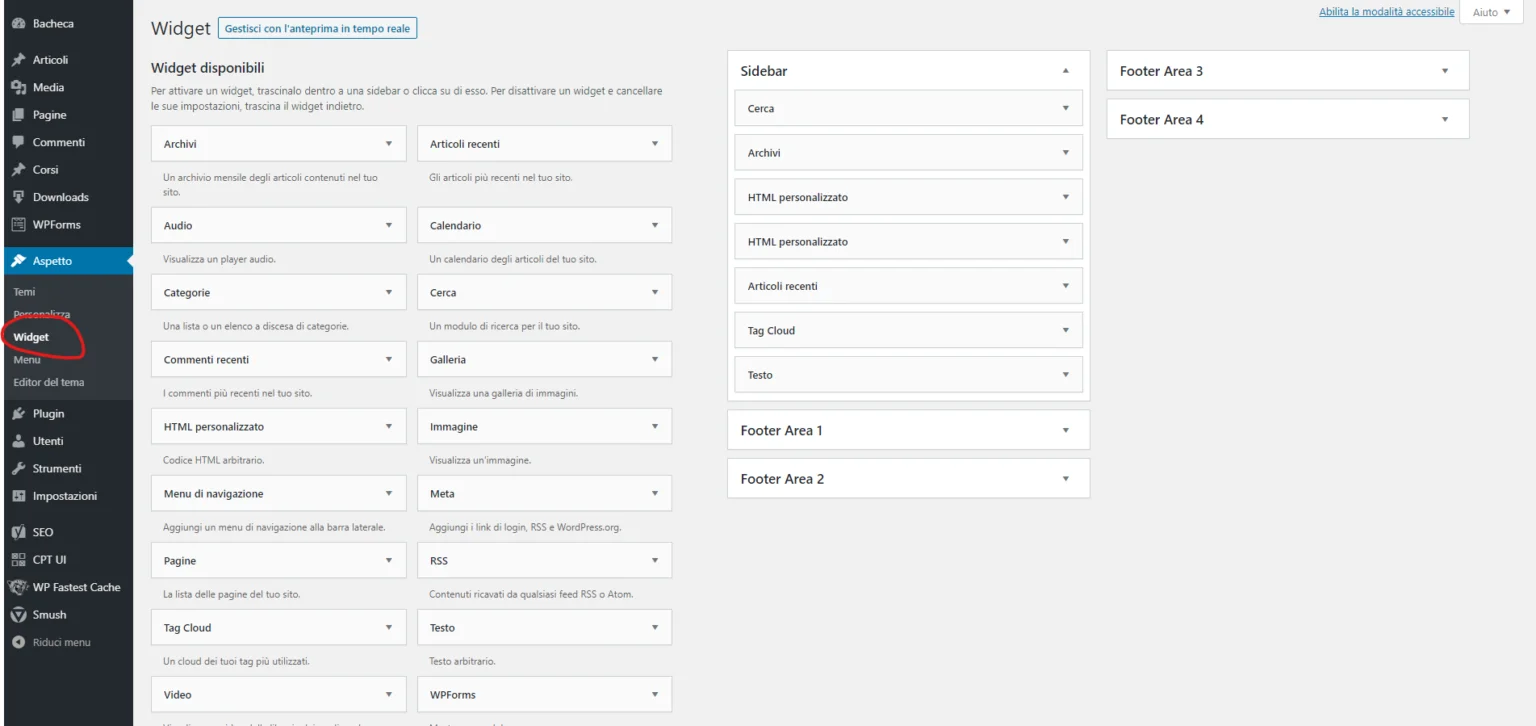 Bacheca
Articoli
Media
Pagine
Commenti
Corsi
Downloads
WPForms
Aspetto
Temi
Personalizza
Widget
Menu
Editor del tema
Plugin
Utenti
Strumenti
Impostazioni
SEO
CPT UI
WP Fastest Cache
Smush
Riduci menu
Abilita la modalità accessibile
Aiuto
Widget
Gestisci con l'anteprima in tempo reale
Widget disponibili
Per attivare un widget, trascinalo dentro a una sidebar o clicca su di esso. Per disattivare un widget e cancellare
le sue impostazioni, trascina il widget indietro.
Archivi
Un archivio mensile degli articoli contenuti nel tuo
sito.
Articoli recenti
Gli articoli più recenti nel tuo sito.
Audio
Visualizza un player audio.
Calendario
Un calendario degli articoli del tuo sito.
Categorie
Una lista o un elenco a discesa di categorie.
Cerca
Un modulo di ricerca per il tuo sito.
Commenti recenti
I commenti più recenti nel tuo sito.
Galleria
Visualizza una galleria di immagini.
HTML personalizzato
Codice HTML arbitrario.
Immagine
Visualizza un'immagine.
Menu di navigazione
Aggiungi un menu di navigazione alla barra laterale.
Meta
Aggiungi i link di login, RSS e WordPress.org.
Pagine
La lista delle pagine del tuo sito.
RSS
Contenuti ricavati da qualsiasi feed RSS o Atom.
Tag Cloud
Un cloud dei tuoi tag più utilizzati.
Testo
Testo arbitrario.
Video
WPForms
Sidebar
Cerca
Archivi
HTML personalizzato
HTML personalizzato
Articoli recenti
Tag Cloud
Testo
Footer Area 1
Footer Area 2
Footer Area 3
Footer Area 4